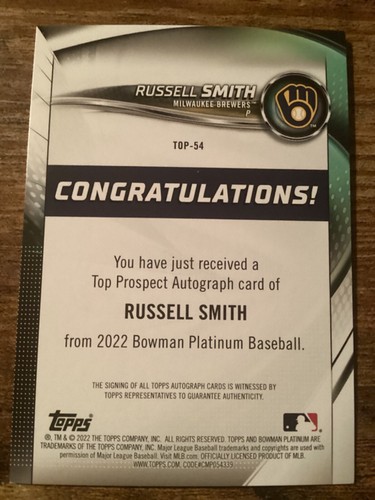 RUSSELL SMITH
MILWAUKEE BREWERS™
P
TOP-54
CONGRATULATIONS!
You have just received a
Top Prospect Autograph card of
RUSSELL SMITH
from 2022 Bowman Platinum Baseball.
THE SIGNING OF ALL TOPPS AUTOGRAPH CARDS IS WITNESSED BY
TOPPS REPRESENTATIVES TO GUARANTEE AUTHENTICITY.
Topps
®, TM & © 2022 THE TOPPS COMPANY, INC. ALL RIGHTS RESERVED. TOPPS AND BOWMAN PLATINUM ARE
TRADEMARKS OF THE TOPPS COMPANY, INC. Major League Baseball trademarks and copyrights are used with
permission of Major League Baseball. Visit MLB.com. OFFICIALLY LICENSED PRODUCT OF MLB.
WWW.TOPPS.COM. CODE#CMP054339